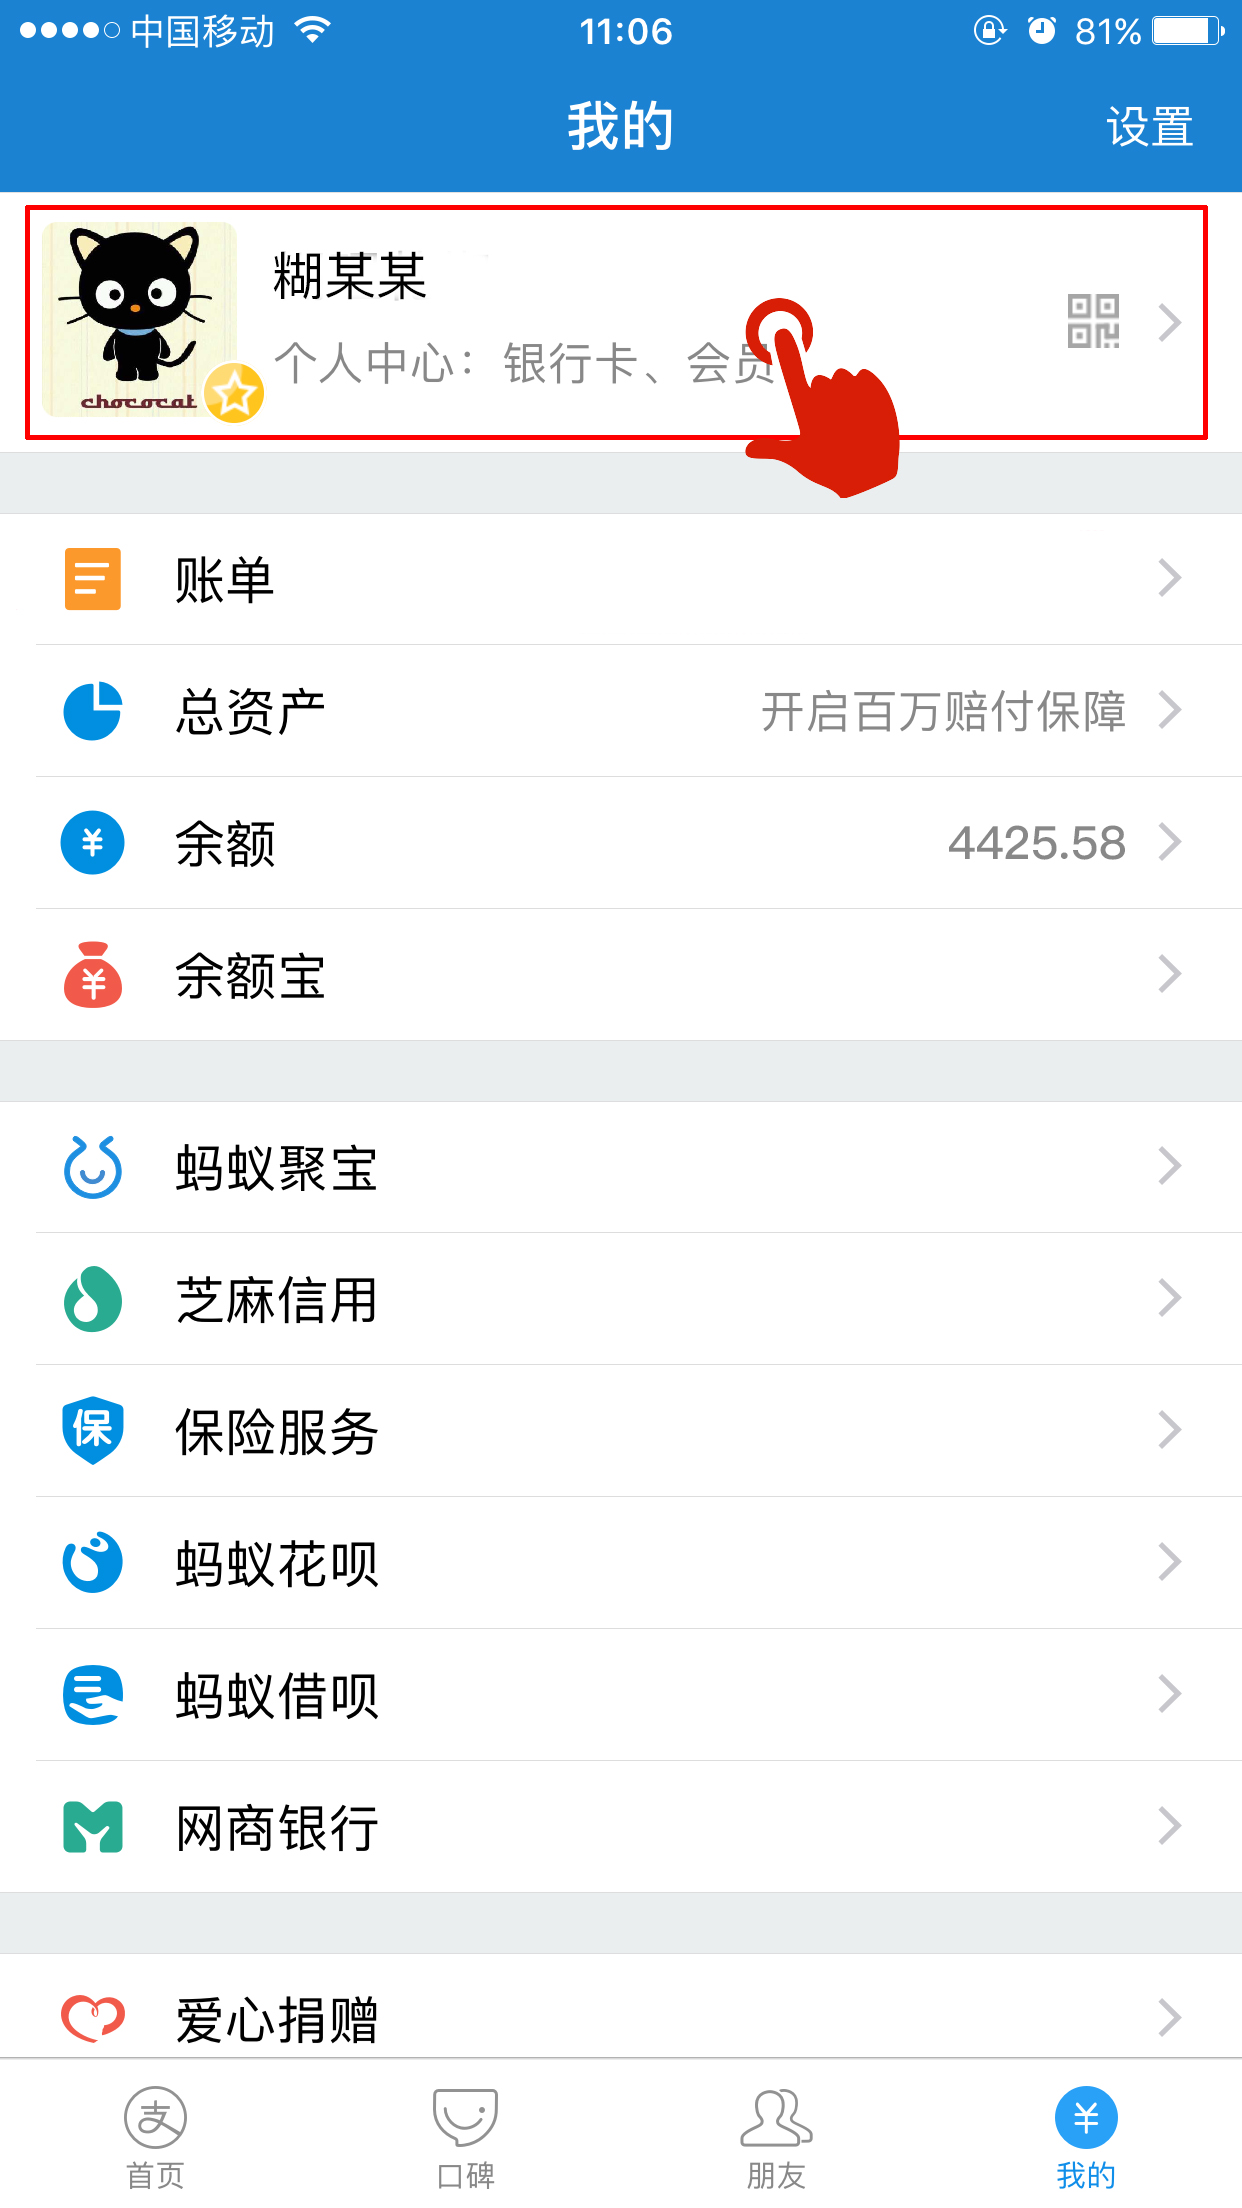 中国移动 11:06 81%
我的 设置
糊某某
个人中心：银行卡、会员
chococat
账单
总资产 开启百万赔付保障
余额 4425.58
余额宝
蚂蚁聚宝
芝麻信用
保 保险服务
蚂蚁花呗
蚂蚁借呗
网商银行
爱心捐赠
支 ¥
首页 口碑 朋友 我的